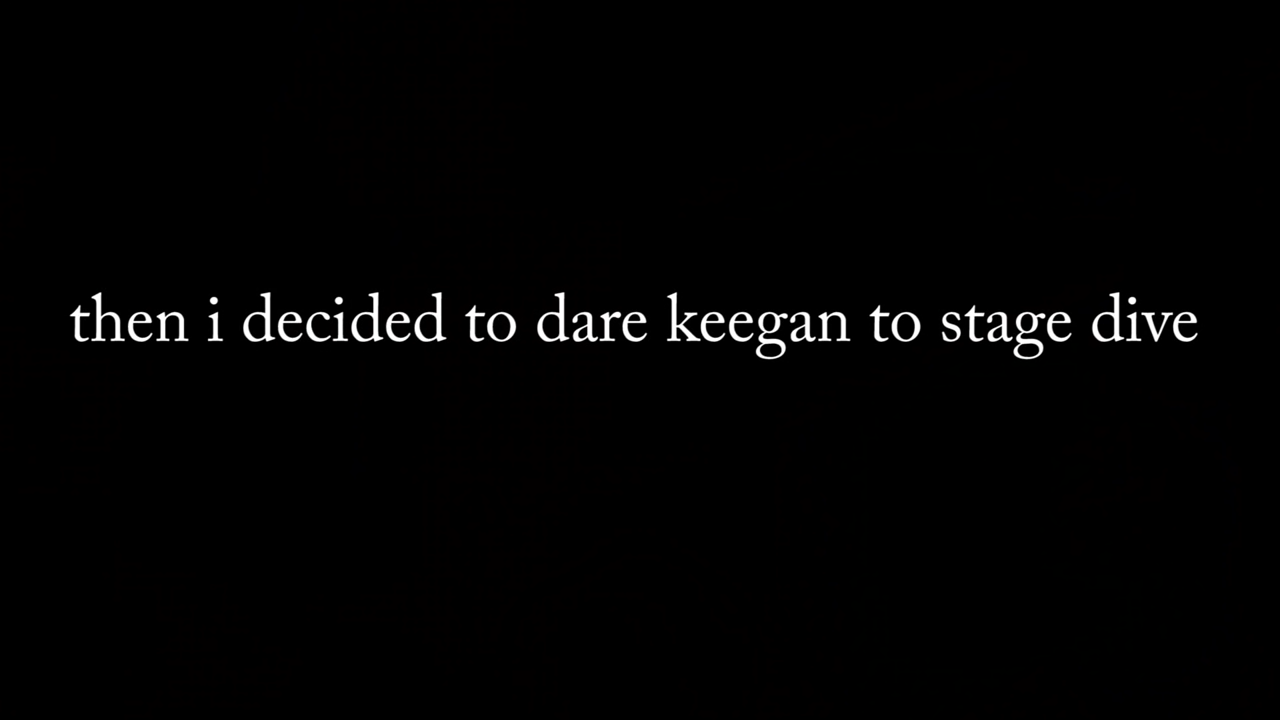 then i decided to dare keegan to stage dive